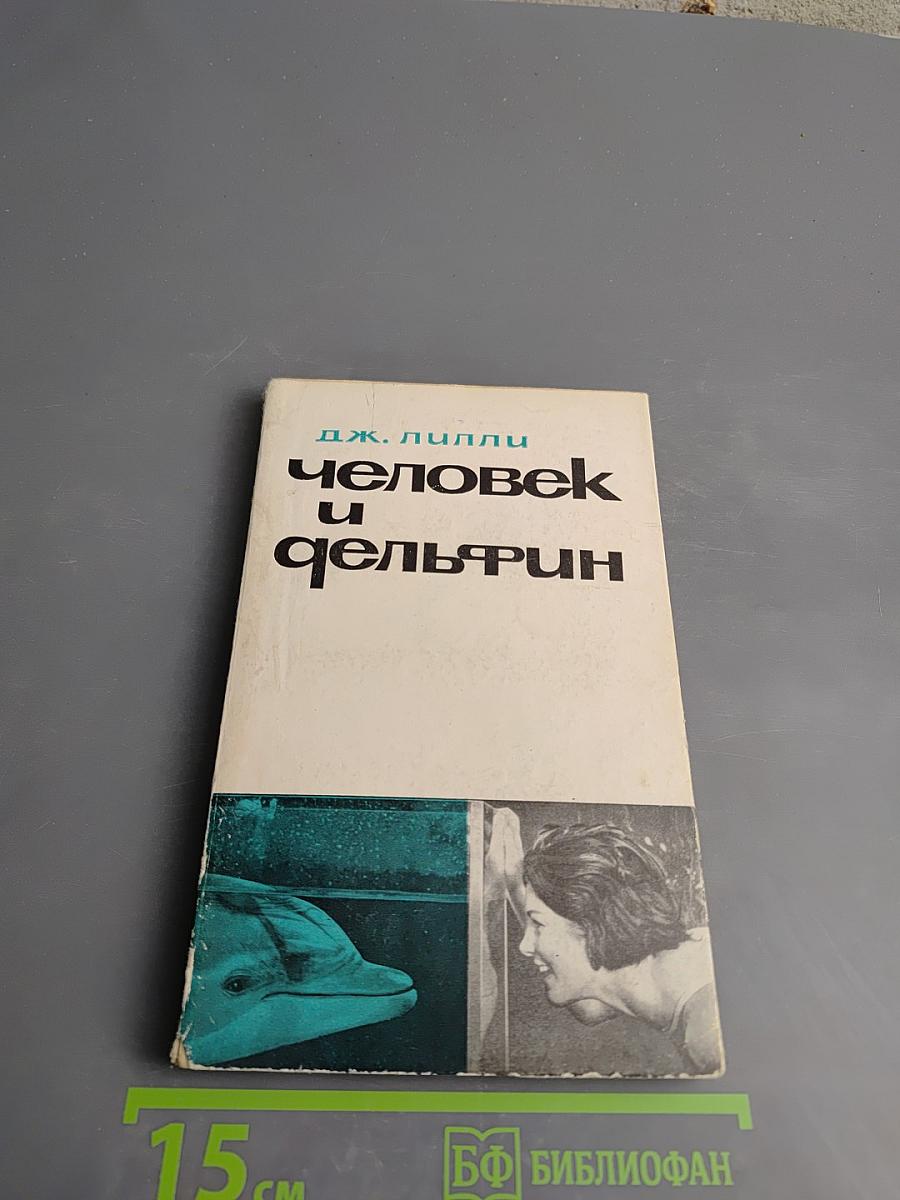 дж. лилли
человек
и
дельфин
15 см
БФ БИБЛИОФАН